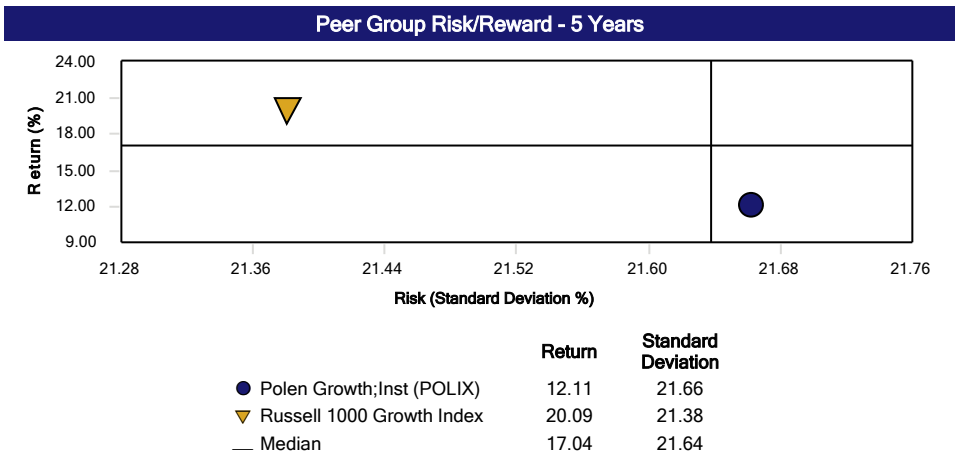 Peer Group Risk/Reward - 5 Years
24.00
21.00
18.00
15.00
12.00
9.00
R eturn (%)
21.28 21.36 21.44 21.52 21.60 21.68 21.76
Risk (Standard Deviation %)
Return Standard Deviation
Polen Growth;Inst (POLIX) 12.11 21.66
Russell 1000 Growth Index 20.09 21.38
Median 17.04 21.64